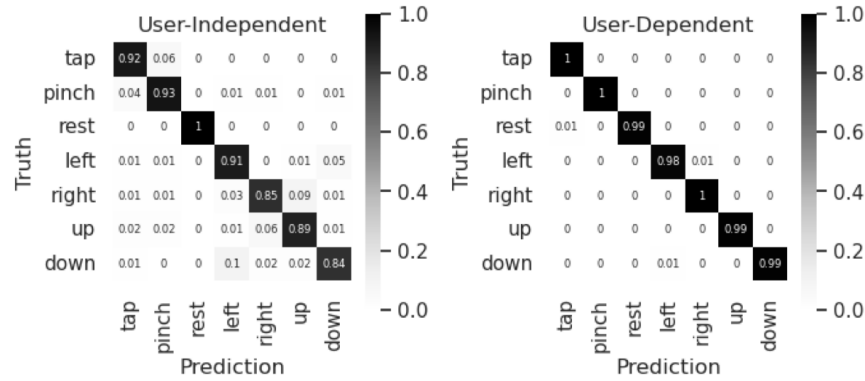 User-Independent
Truth
tap 0.92 0.06 0 0 0 0 0
pinch 0.04 0.93 0 0.01 0.01 0 0.01
rest 0 0 1 0 0 0 0
left 0.01 0.01 0 0.91 0 0.01 0.05
right 0.01 0.01 0 0.03 0.85 0.09 0.01
up 0.02 0.02 0 0.01 0.06 0.89 0.01
down 0.01 0 0 0.1 0.02 0.02 0.84
tap pinch rest left right up down
Prediction
1.0
0.8
0.6
0.4
0.2
0.0
User-Dependent
Truth
tap 1 0 0 0 0 0 0
pinch 0 1 0 0 0 0 0
rest 0.01 0 0.99 0 0 0 0
left 0 0 0 0.98 0.01 0 0
right 0 0 0 0 1 0 0
up 0 0 0 0 0 0.99 0
down 0 0 0 0.01 0 0 0.99
tap pinch rest left right up down
Prediction
1.0
0.8
0.6
0.4
0.2
0.0